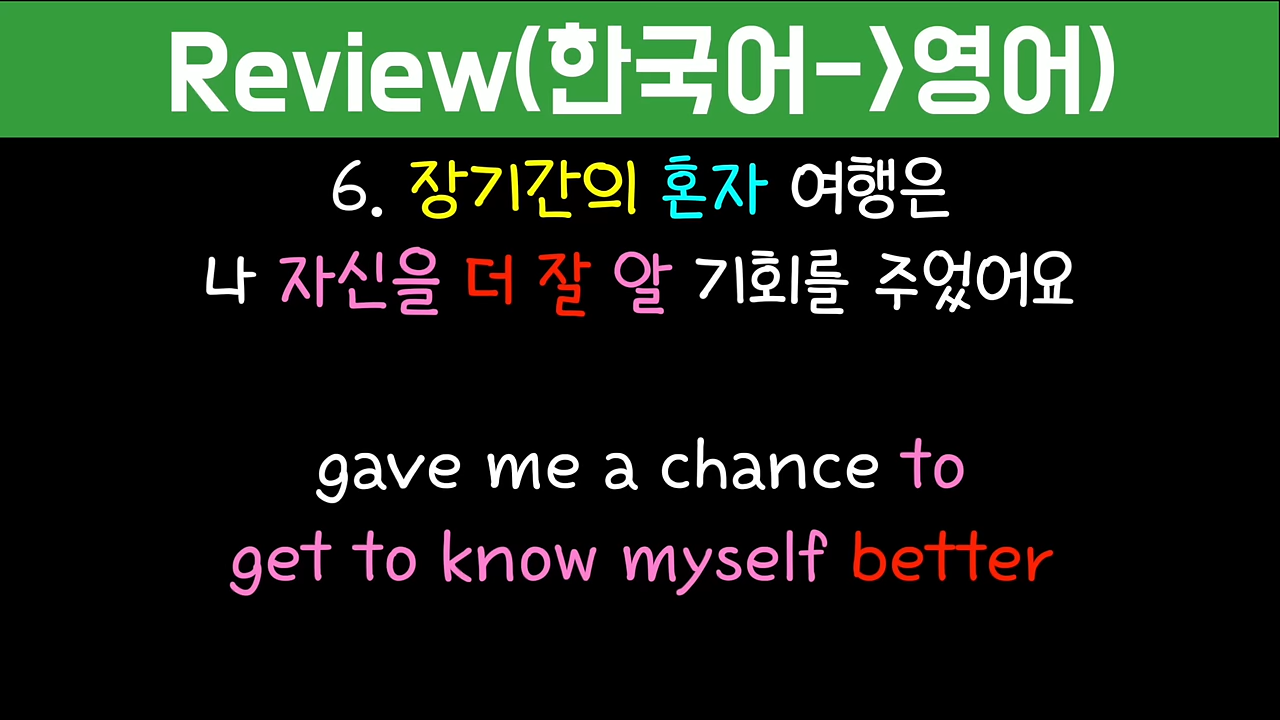 Review(한국어->영어)
6. 장기간의 혼자 여행은
나 자신을 더 잘 알 기회를 주었어요
gave me a chance to
get to know myself better